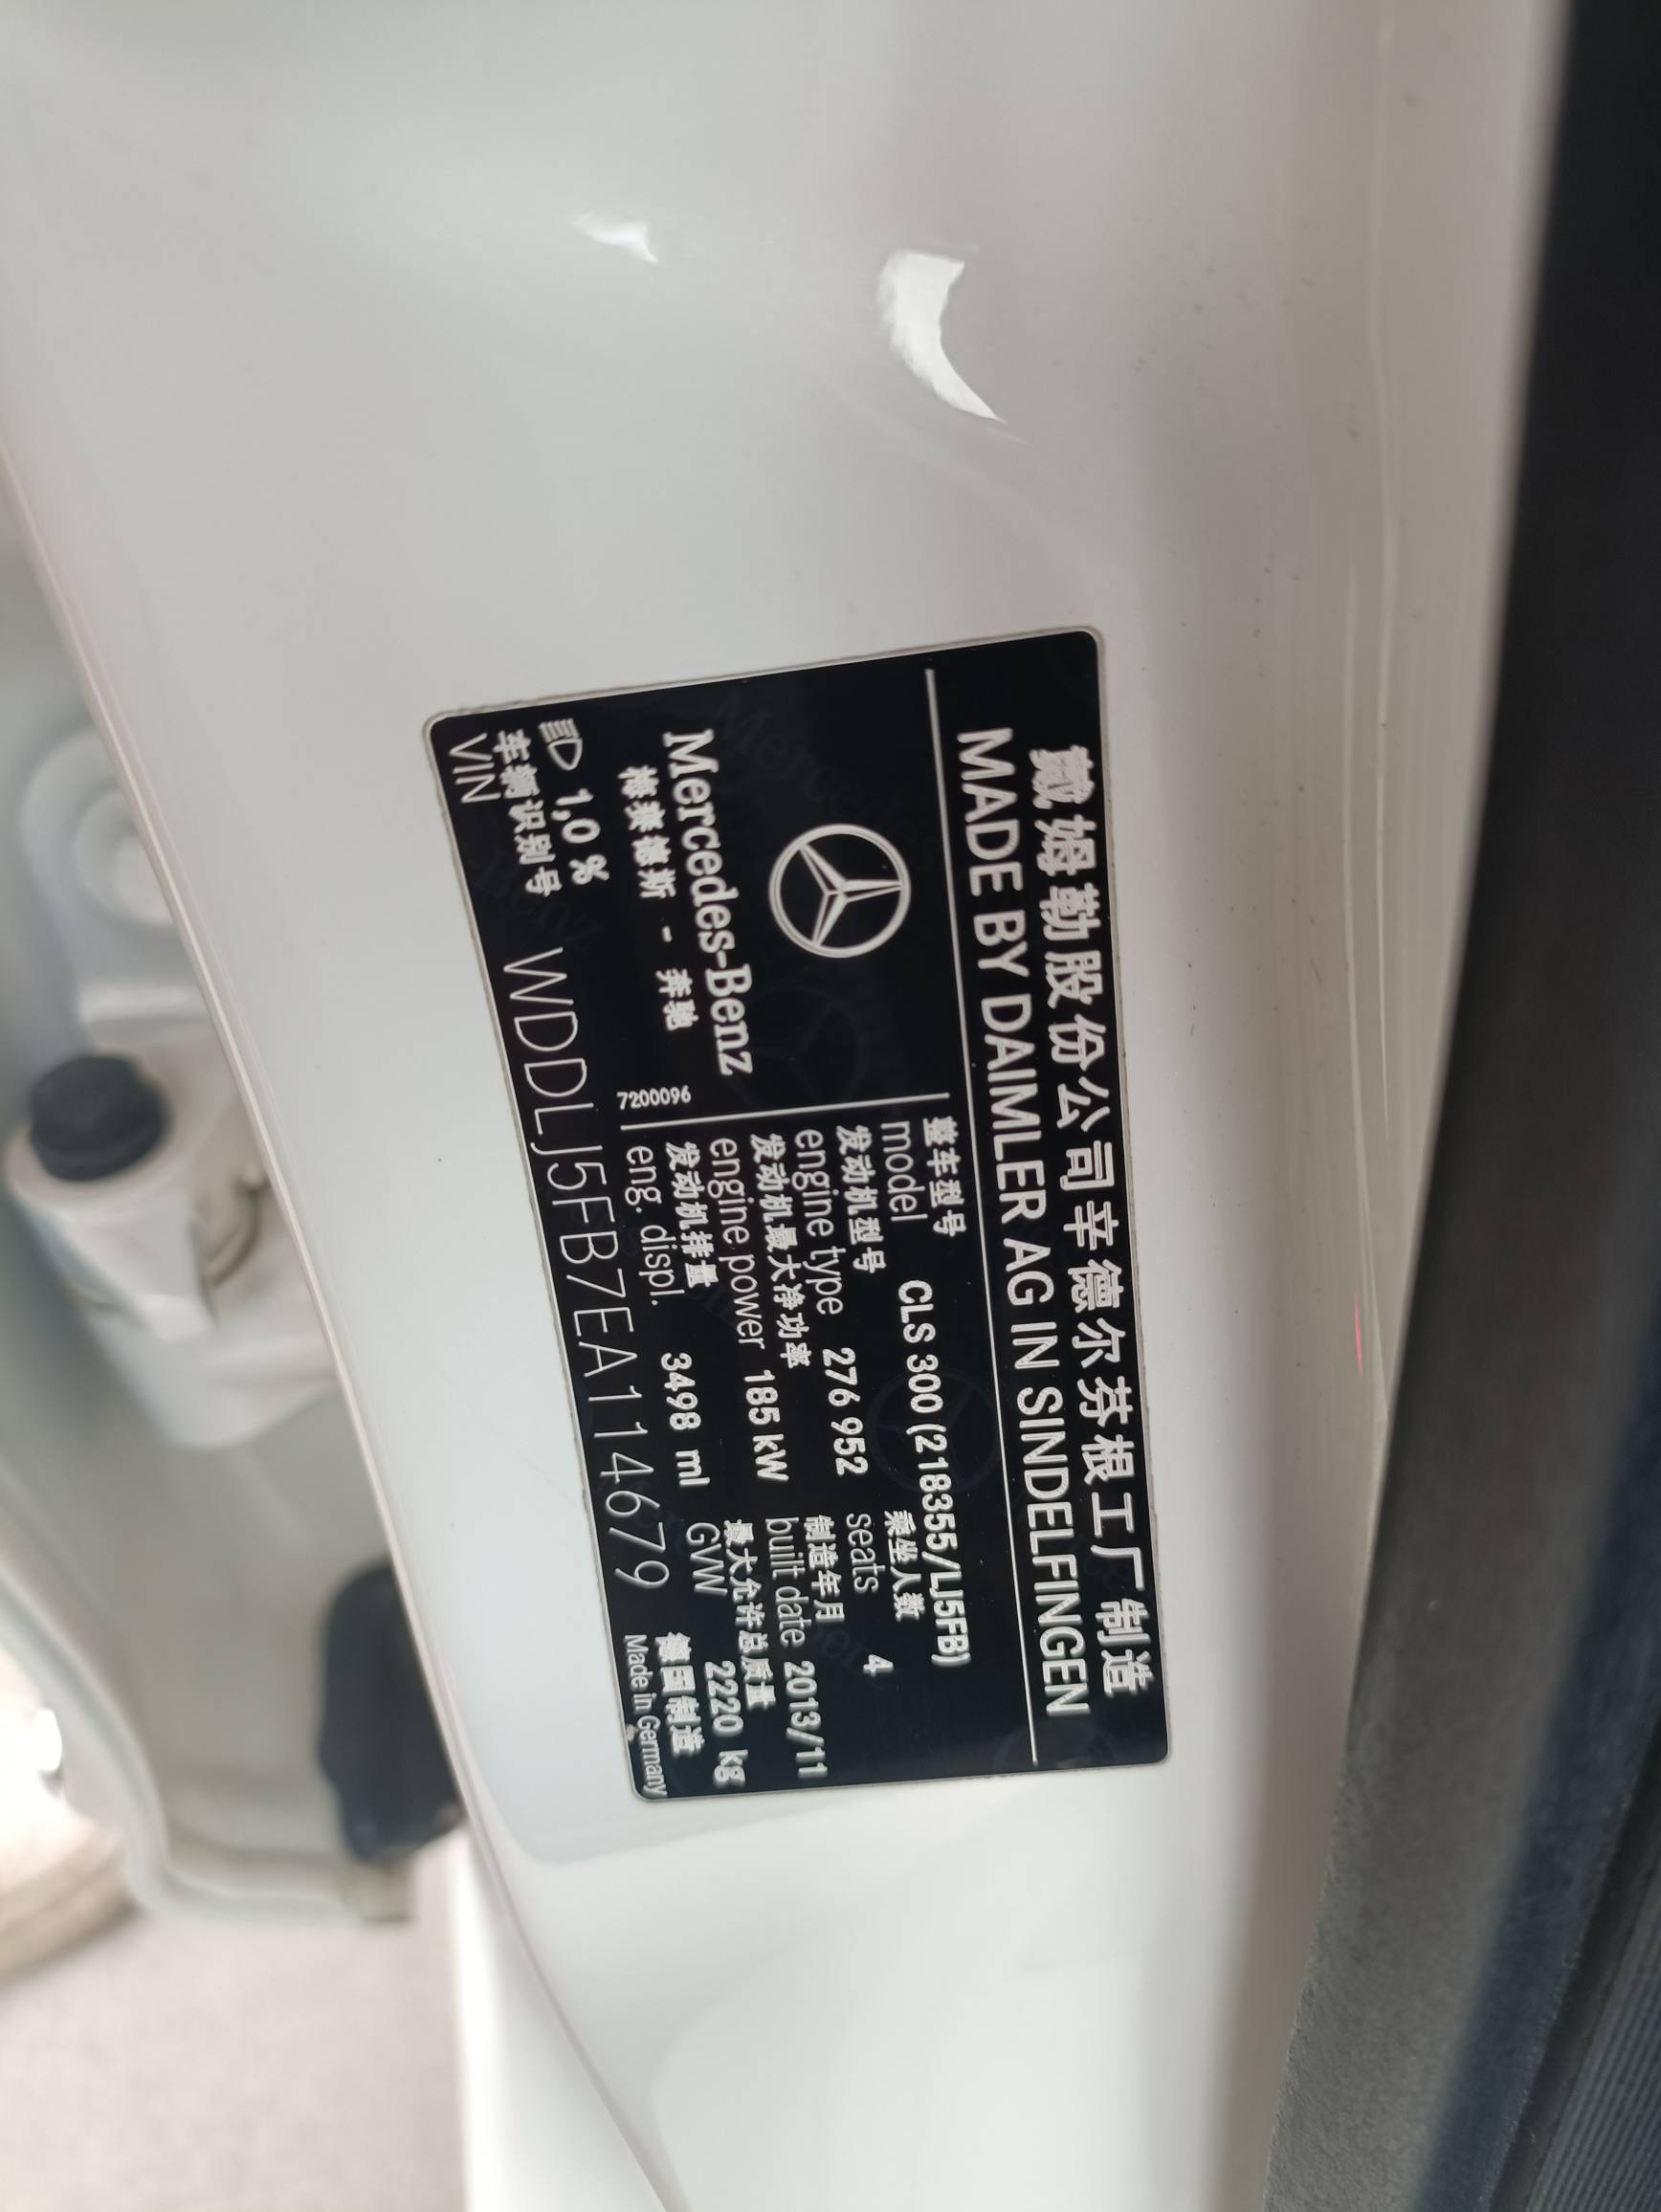 戴姆勒股份公司辛德尔芬根工厂制造
MADE BY DAIMLER AG IN SINDELFINGEN
Mercedes-Benz
梅赛德斯 - 奔驰
7200096
整车型号
model CLS 300 (218355/LJ5FB)
发动机型号 乘坐人数
engine type 276 952 seats 4
发动机最大净功率 制造年月
engine power 185 kW built date 2013/11
发动机排量 最大允许总质量
eng. displ. 3498 ml GVW 2220 kg
1,0 %
车辆识别号
VIN WDDLJ5FB7EA114679
德国制造
Made in Germany